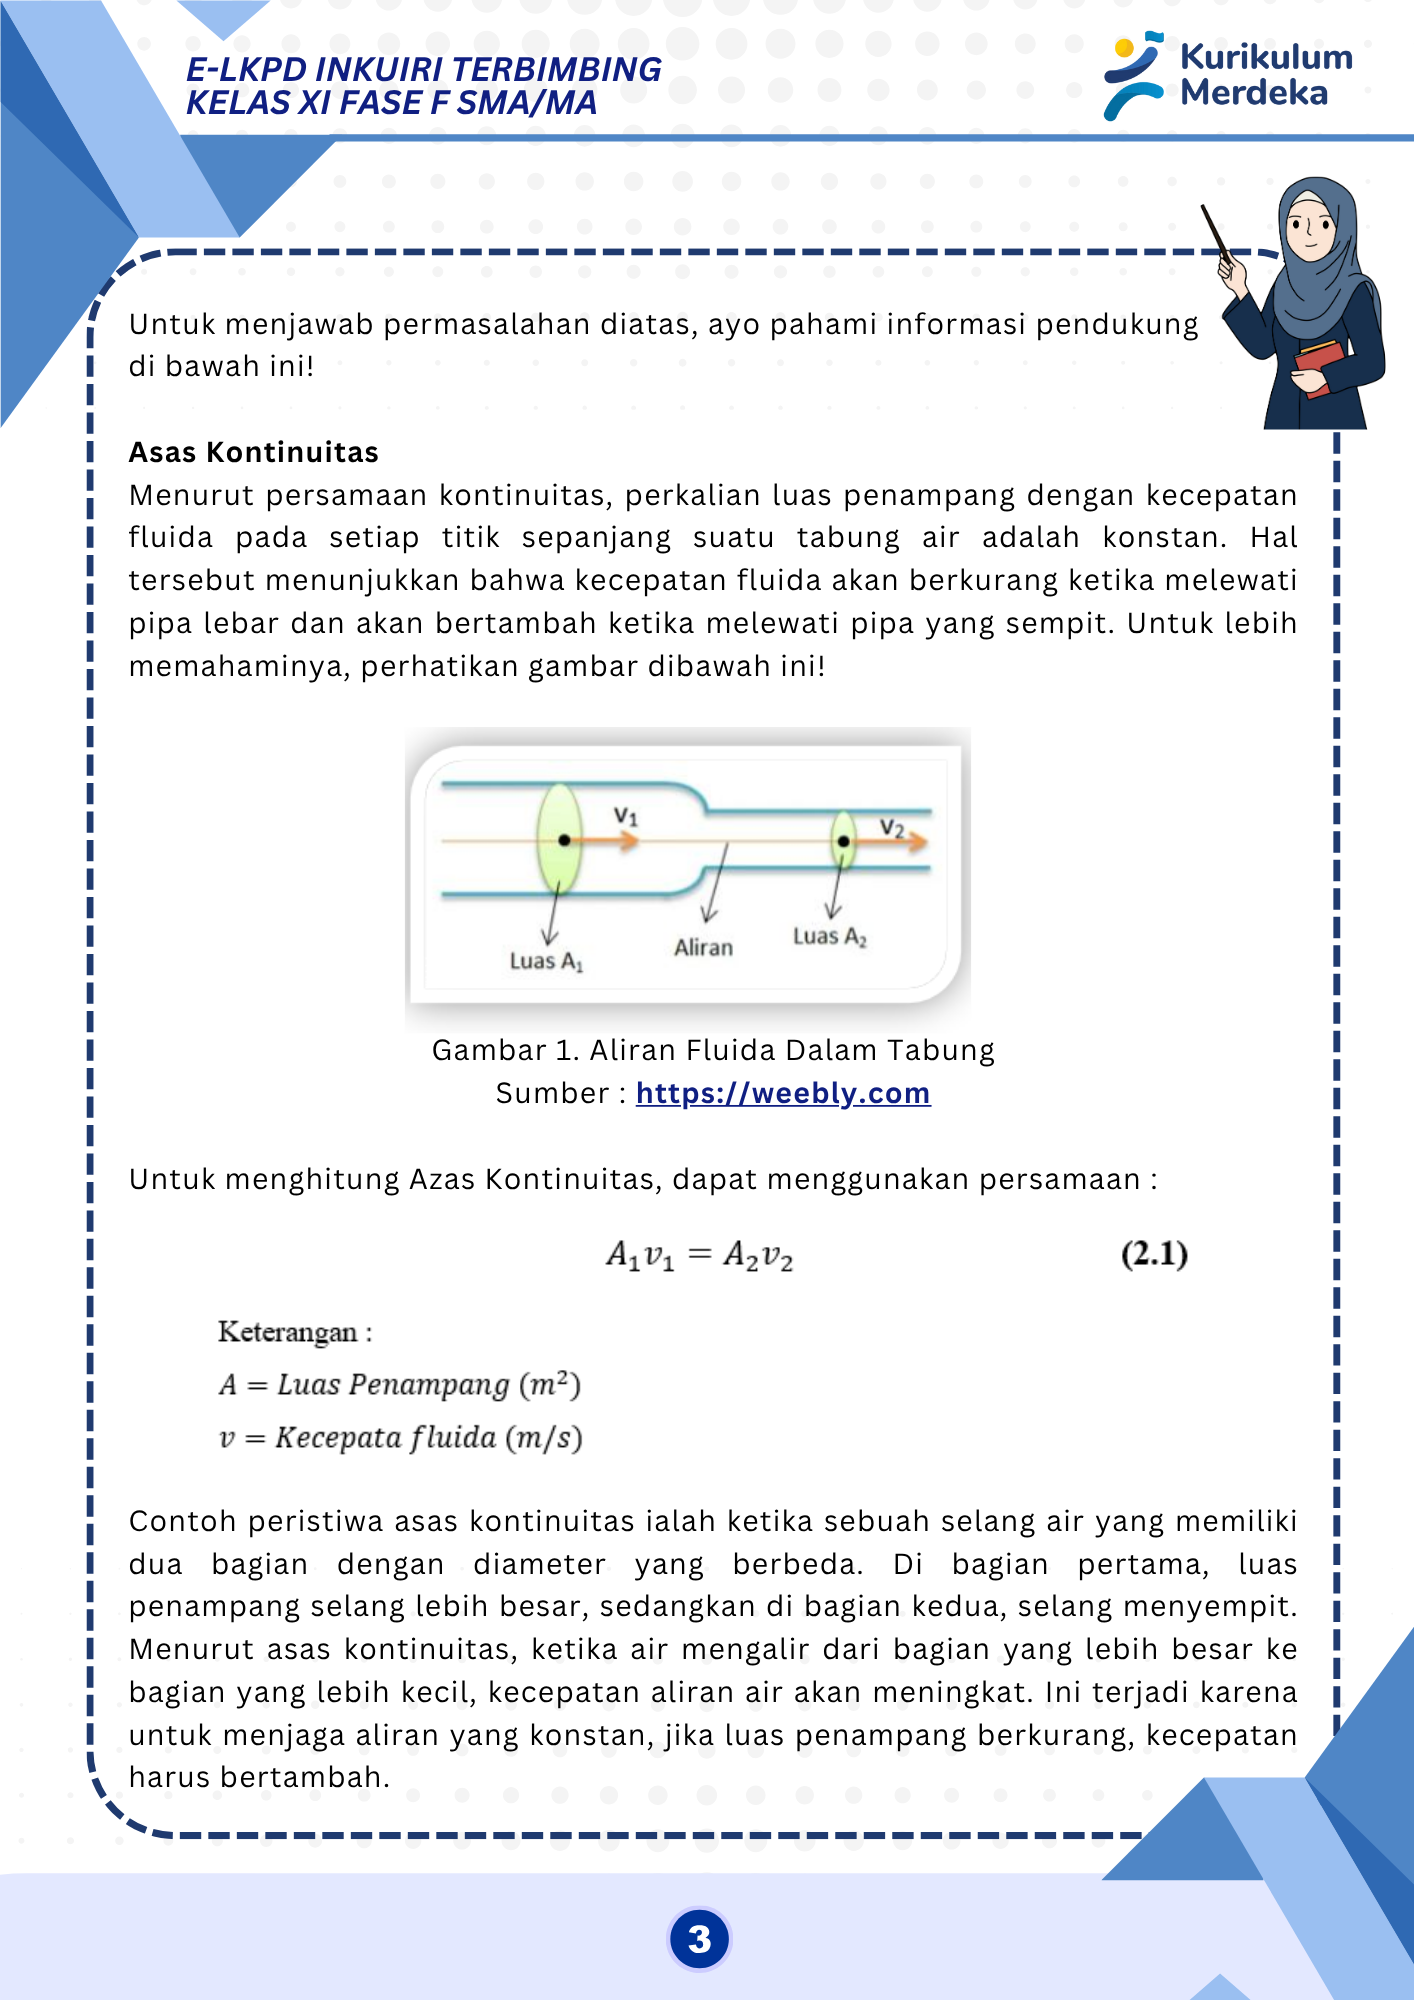 E-LKPD INKUIRI TERBIMBING
KELAS XI FASE F SMA/MA
Kurikulum
Merdeka
Untuk menjawab permasalahan diatas, ayo pahami informasi pendukung
di bawah ini!
Asas Kontinuitas
Menurut persamaan kontinuitas, perkalian luas penampang dengan kecepatan
fluida pada setiap titik sepanjang suatu tabung air adalah konstan. Hal
tersebut menunjukkan bahwa kecepatan fluida akan berkurang ketika melewati
pipa lebar dan akan bertambah ketika melewati pipa yang sempit. Untuk lebih
memahaminya, perhatikan gambar dibawah ini!
V₁
V₂
Luas A₁
Aliran
Luas A₂
Gambar 1. Aliran Fluida Dalam Tabung
Sumber : https://weebly.com
Untuk menghitung Azas Kontinuitas, dapat menggunakan persamaan :
A₁v₁ = A₂v₂ (2.1)
Keterangan :
A = Luas Penampang (m²)
v = Kecepata fluida (m/s)
Contoh peristiwa asas kontinuitas ialah ketika sebuah selang air yang memiliki
dua bagian dengan diameter yang berbeda. Di bagian pertama, luas
penampang selang lebih besar, sedangkan di bagian kedua, selang menyempit.
Menurut asas kontinuitas, ketika air mengalir dari bagian yang lebih besar ke
bagian yang lebih kecil, kecepatan aliran air akan meningkat. Ini terjadi karena
untuk menjaga aliran yang konstan, jika luas penampang berkurang, kecepatan
harus bertambah.
3